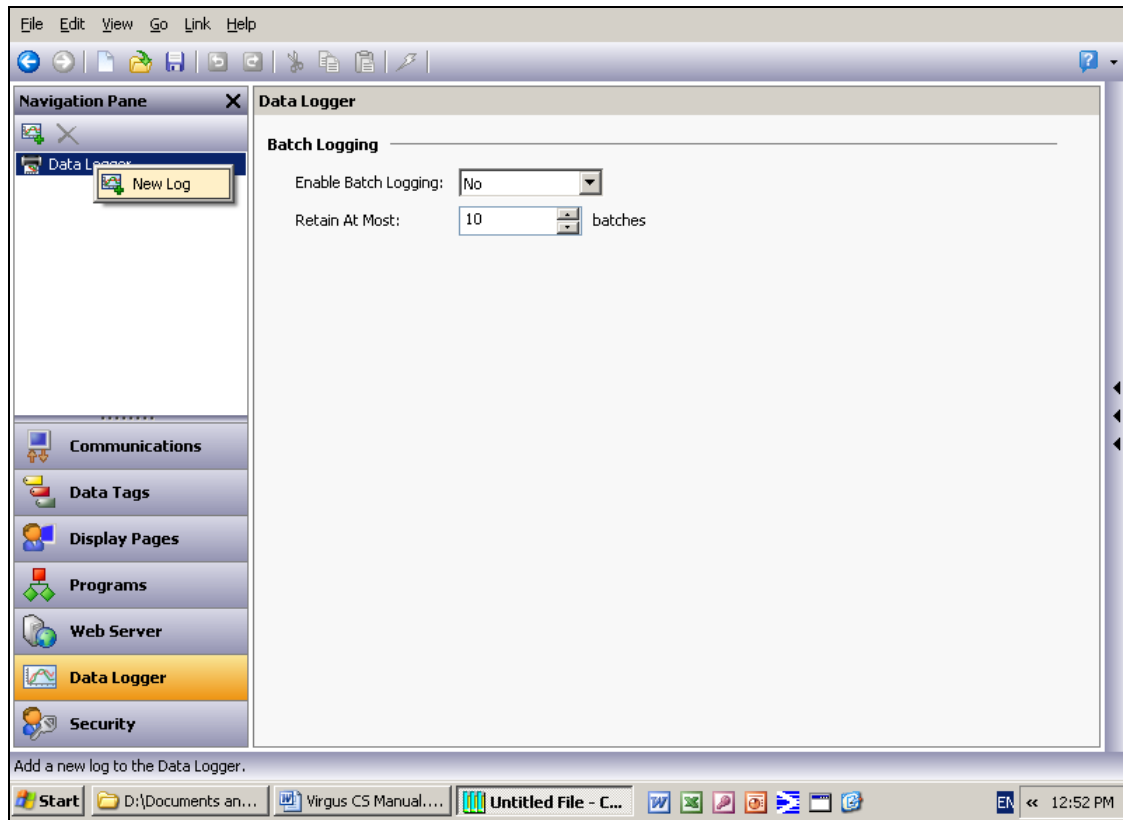 File Edit View Go Link Help
Navigation Pane
Data Logger
New Log
Communications
Data Tags
Display Pages
Programs
Web Server
Data Logger
Security
Data Logger
Batch Logging
Enable Batch Logging: No
Retain At Most: 10 batches
Add a new log to the Data Logger.
Start D:\Documents an... Virgus CS Manual.... Untitled File - C... EN « 12:52 PM